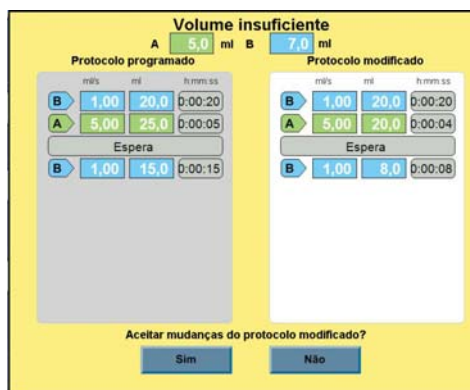 Volume insuficiente
A 5,0 ml B 7,0 ml
Protocolo programado
ml/s ml h:mm:ss
B 1,00 20,0 0:00:20
A 5,00 25,0 0:00:05
Espera
B 1,00 15,0 0:00:15
Protocolo modificado
ml/s ml h:mm:ss
B 1,00 20,0 0:00:20
A 5,00 20,0 0:00:04
Espera
B 1,00 8,0 0:00:08
Aceitar mudanças do protocolo modificado?
Sim Não